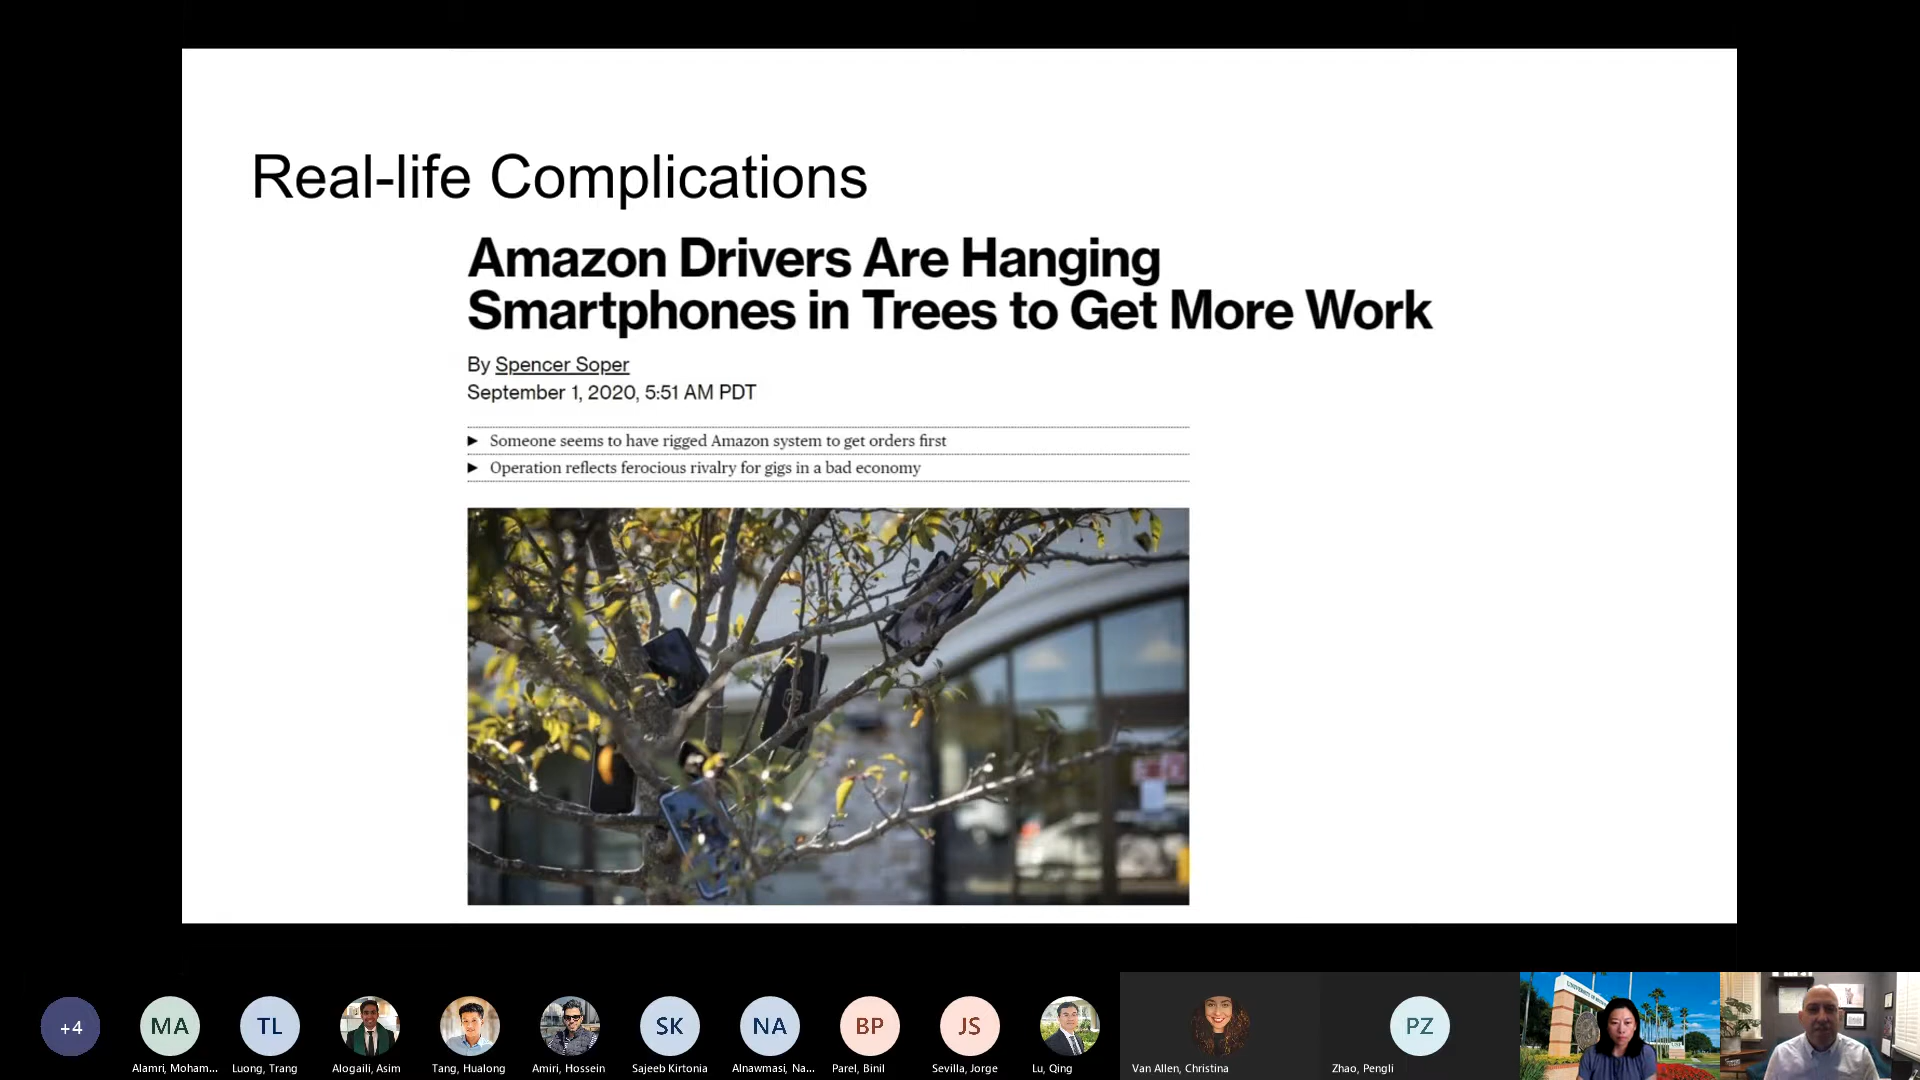 Real-life Complications
Amazon Drivers Are Hanging
Smartphones in Trees to Get More Work
By Spencer Soper
September 1, 2020, 5:51 AM PDT
▶ Someone seems to have rigged Amazon system to get orders first
▶ Operation reflects ferocious rivalry for gigs in a bad economy
+4
MA
TL
SK
NA
BP
JS
PZ
Alamri, Moham...
Luong, Trang
Alogaili, Asim
Tang, Hualong
Amiri, Hossein
Sajeeb Kirtonia
Alnawmasi, Na...
Parel, Binil
Sevilla, Jorge
Lu, Qing
Van Allen, Christina
Zhao, Pengli